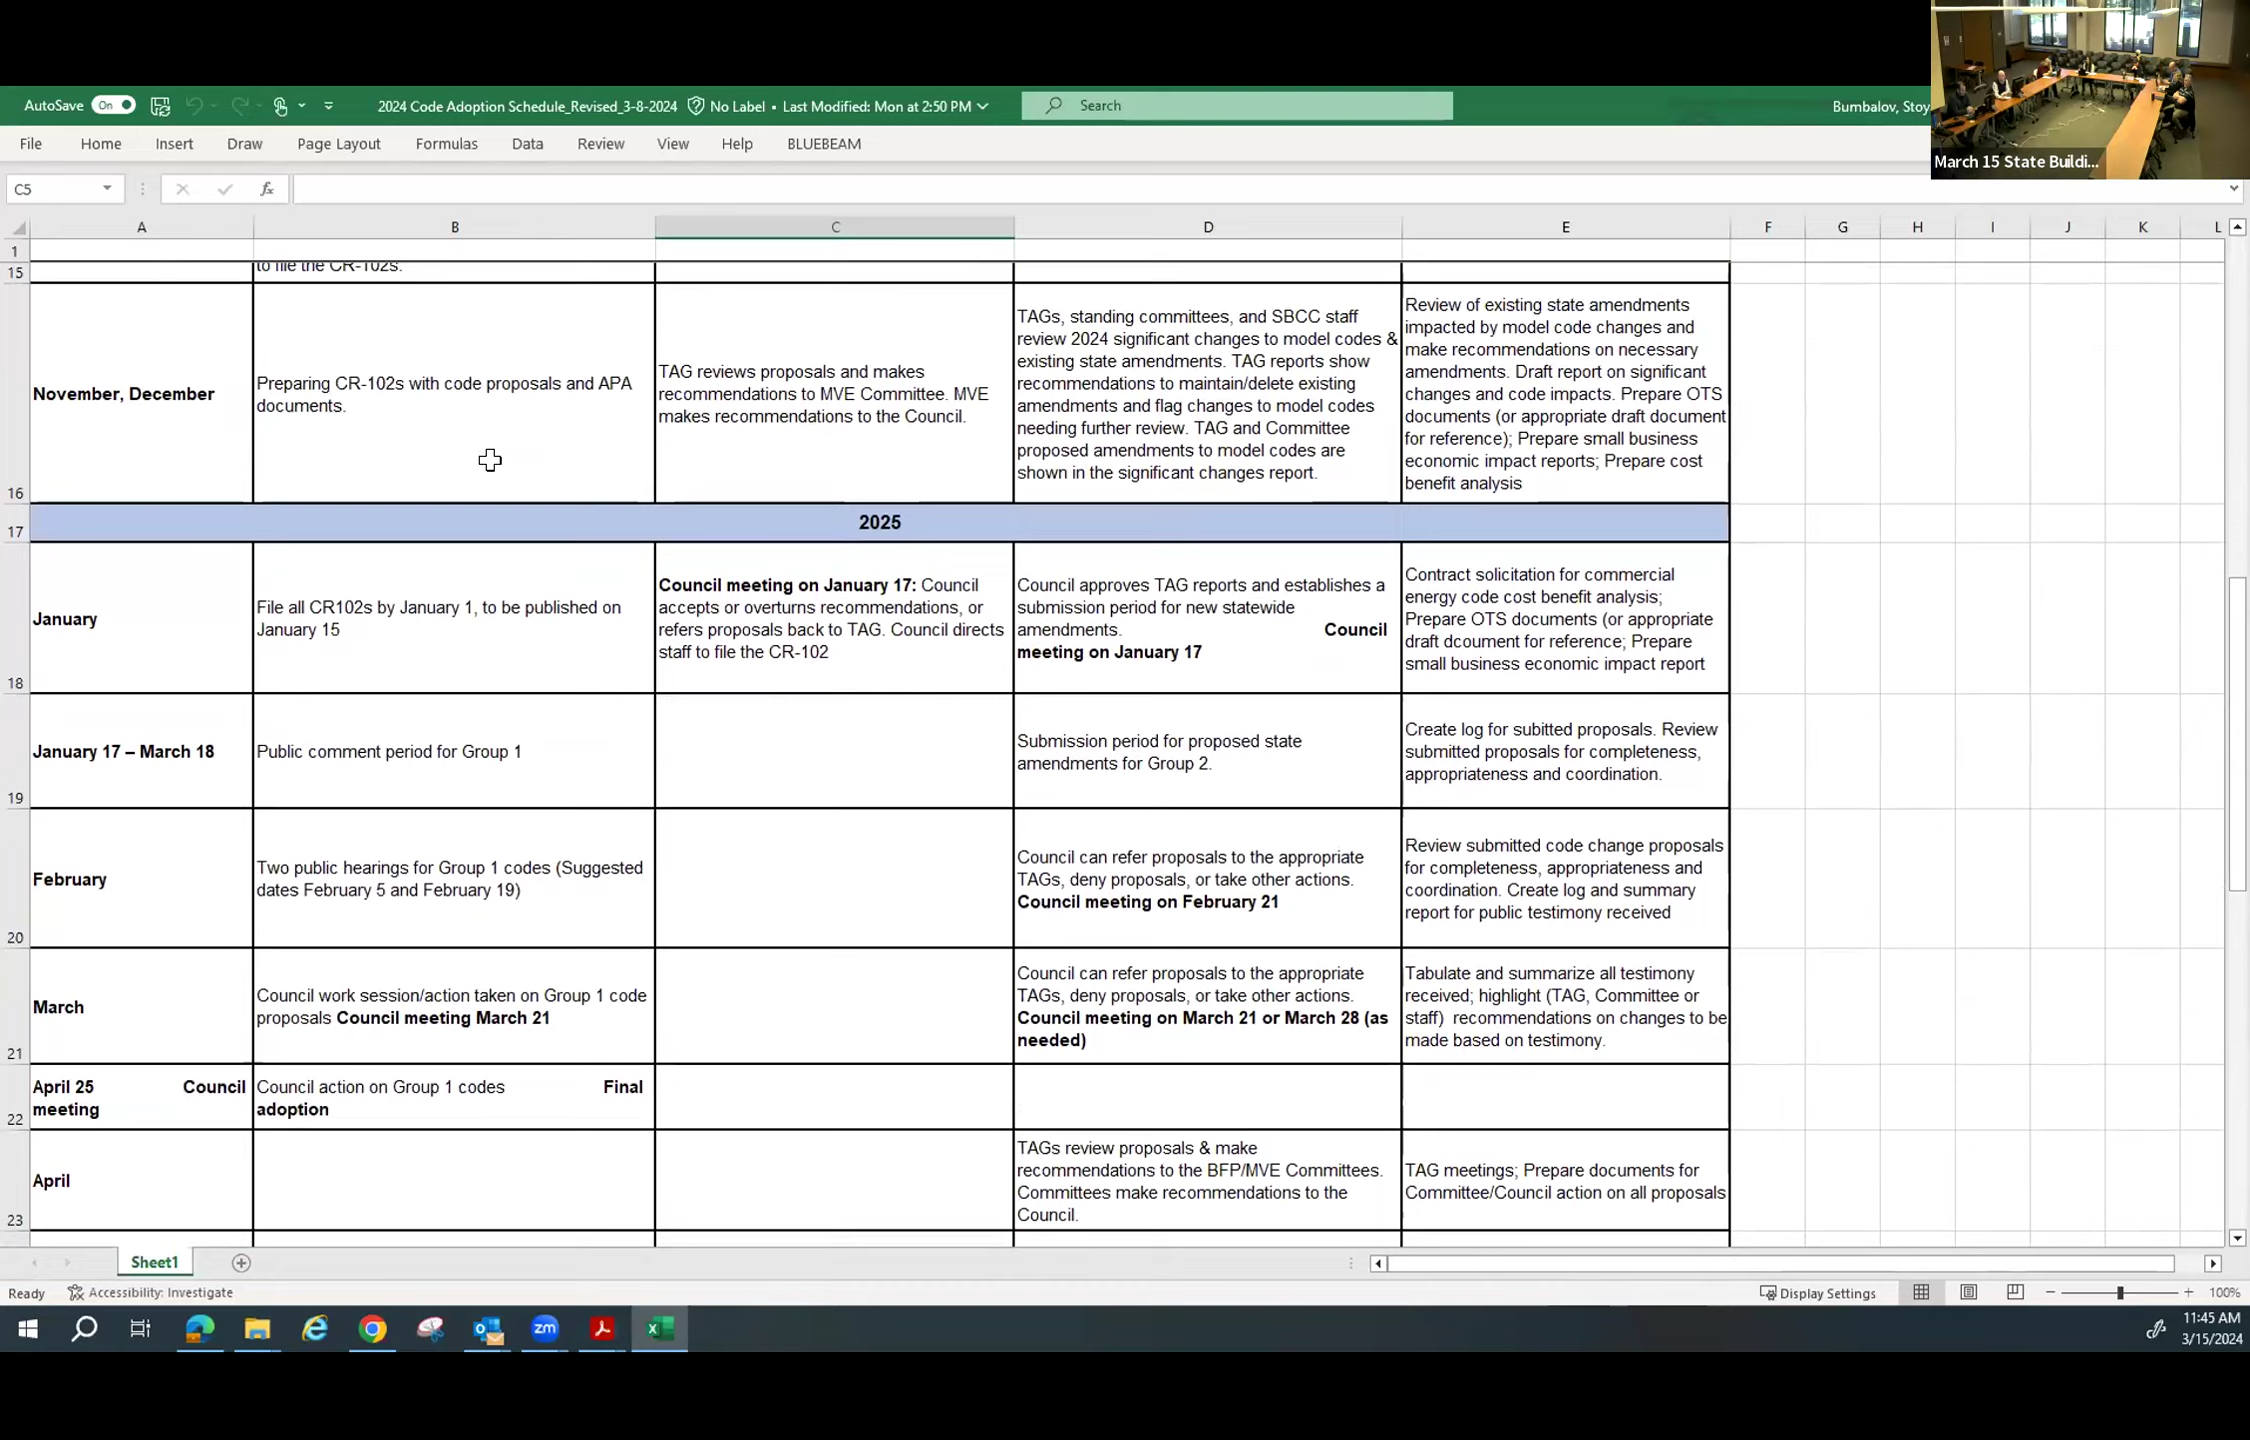 AutoSave On
2024 Code Adoption Schedule_Revised_3-8-2024 No Label • Last Modified: Mon at 2:50 PM
Search
Bumbalov, Stoy
March 15 State Buildi...
File Home Insert Draw Page Layout Formulas Data Review View Help BLUEBEAM
C5
fx
A B C D E F G H I J K L
1
15
to file the CR-102s.
16
November, December
Preparing CR-102s with code proposals and APA
documents.
TAG reviews proposals and makes
recommendations to MVE Committee. MVE
makes recommendations to the Council.
TAGs, standing committees, and SBCC staff
review 2024 significant changes to model codes &
existing state amendments. TAG reports show
recommendations to maintain/delete existing
amendments and flag changes to model codes
needing further review. TAG and Committee
proposed amendments to model codes are
shown in the significant changes report.
Review of existing state amendments
impacted by model code changes and
make recommendations on necessary
amendments. Draft report on significant
changes and code impacts. Prepare OTS
documents (or appropriate draft document
for reference); Prepare small business
economic impact reports; Prepare cost
benefit analysis
17
2025
18
January
File all CR102s by January 1, to be published on
January 15
Council meeting on January 17: Council
accepts or overturns recommendations, or
refers proposals back to TAG. Council directs
staff to file the CR-102
Council approves TAG reports and establishes a
submission period for new statewide
amendments. Council
meeting on January 17
Contract solicitation for commercial
energy code cost benefit analysis;
Prepare OTS documents (or appropriate
draft dcoument for reference; Prepare
small business economic impact report
19
January 17 – March 18
Public comment period for Group 1
Submission period for proposed state
amendments for Group 2.
Create log for subitted proposals. Review
submitted proposals for completeness,
appropriateness and coordination.
20
February
Two public hearings for Group 1 codes (Suggested
dates February 5 and February 19)
Council can refer proposals to the appropriate
TAGs, deny proposals, or take other actions.
Council meeting on February 21
Review submitted code change proposals
for completeness, appropriateness and
coordination. Create log and summary
report for public testimony received
21
March
Council work session/action taken on Group 1 code
proposals Council meeting March 21
Council can refer proposals to the appropriate
TAGs, deny proposals, or take other actions.
Council meeting on March 21 or March 28 (as
needed)
Tabulate and summarize all testimony
received; highlight (TAG, Committee or
staff) recommendations on changes to be
made based on testimony.
22
April 25 Council
meeting
Council action on Group 1 codes Final
adoption
23
April
TAGs review proposals & make
recommendations to the BFP/MVE Committees.
Committees make recommendations to the
Council.
TAG meetings; Prepare documents for
Committee/Council action on all proposals
Sheet1
Ready Accessibility: Investigate
Display Settings
100%
zm
11:45 AM
3/15/2024